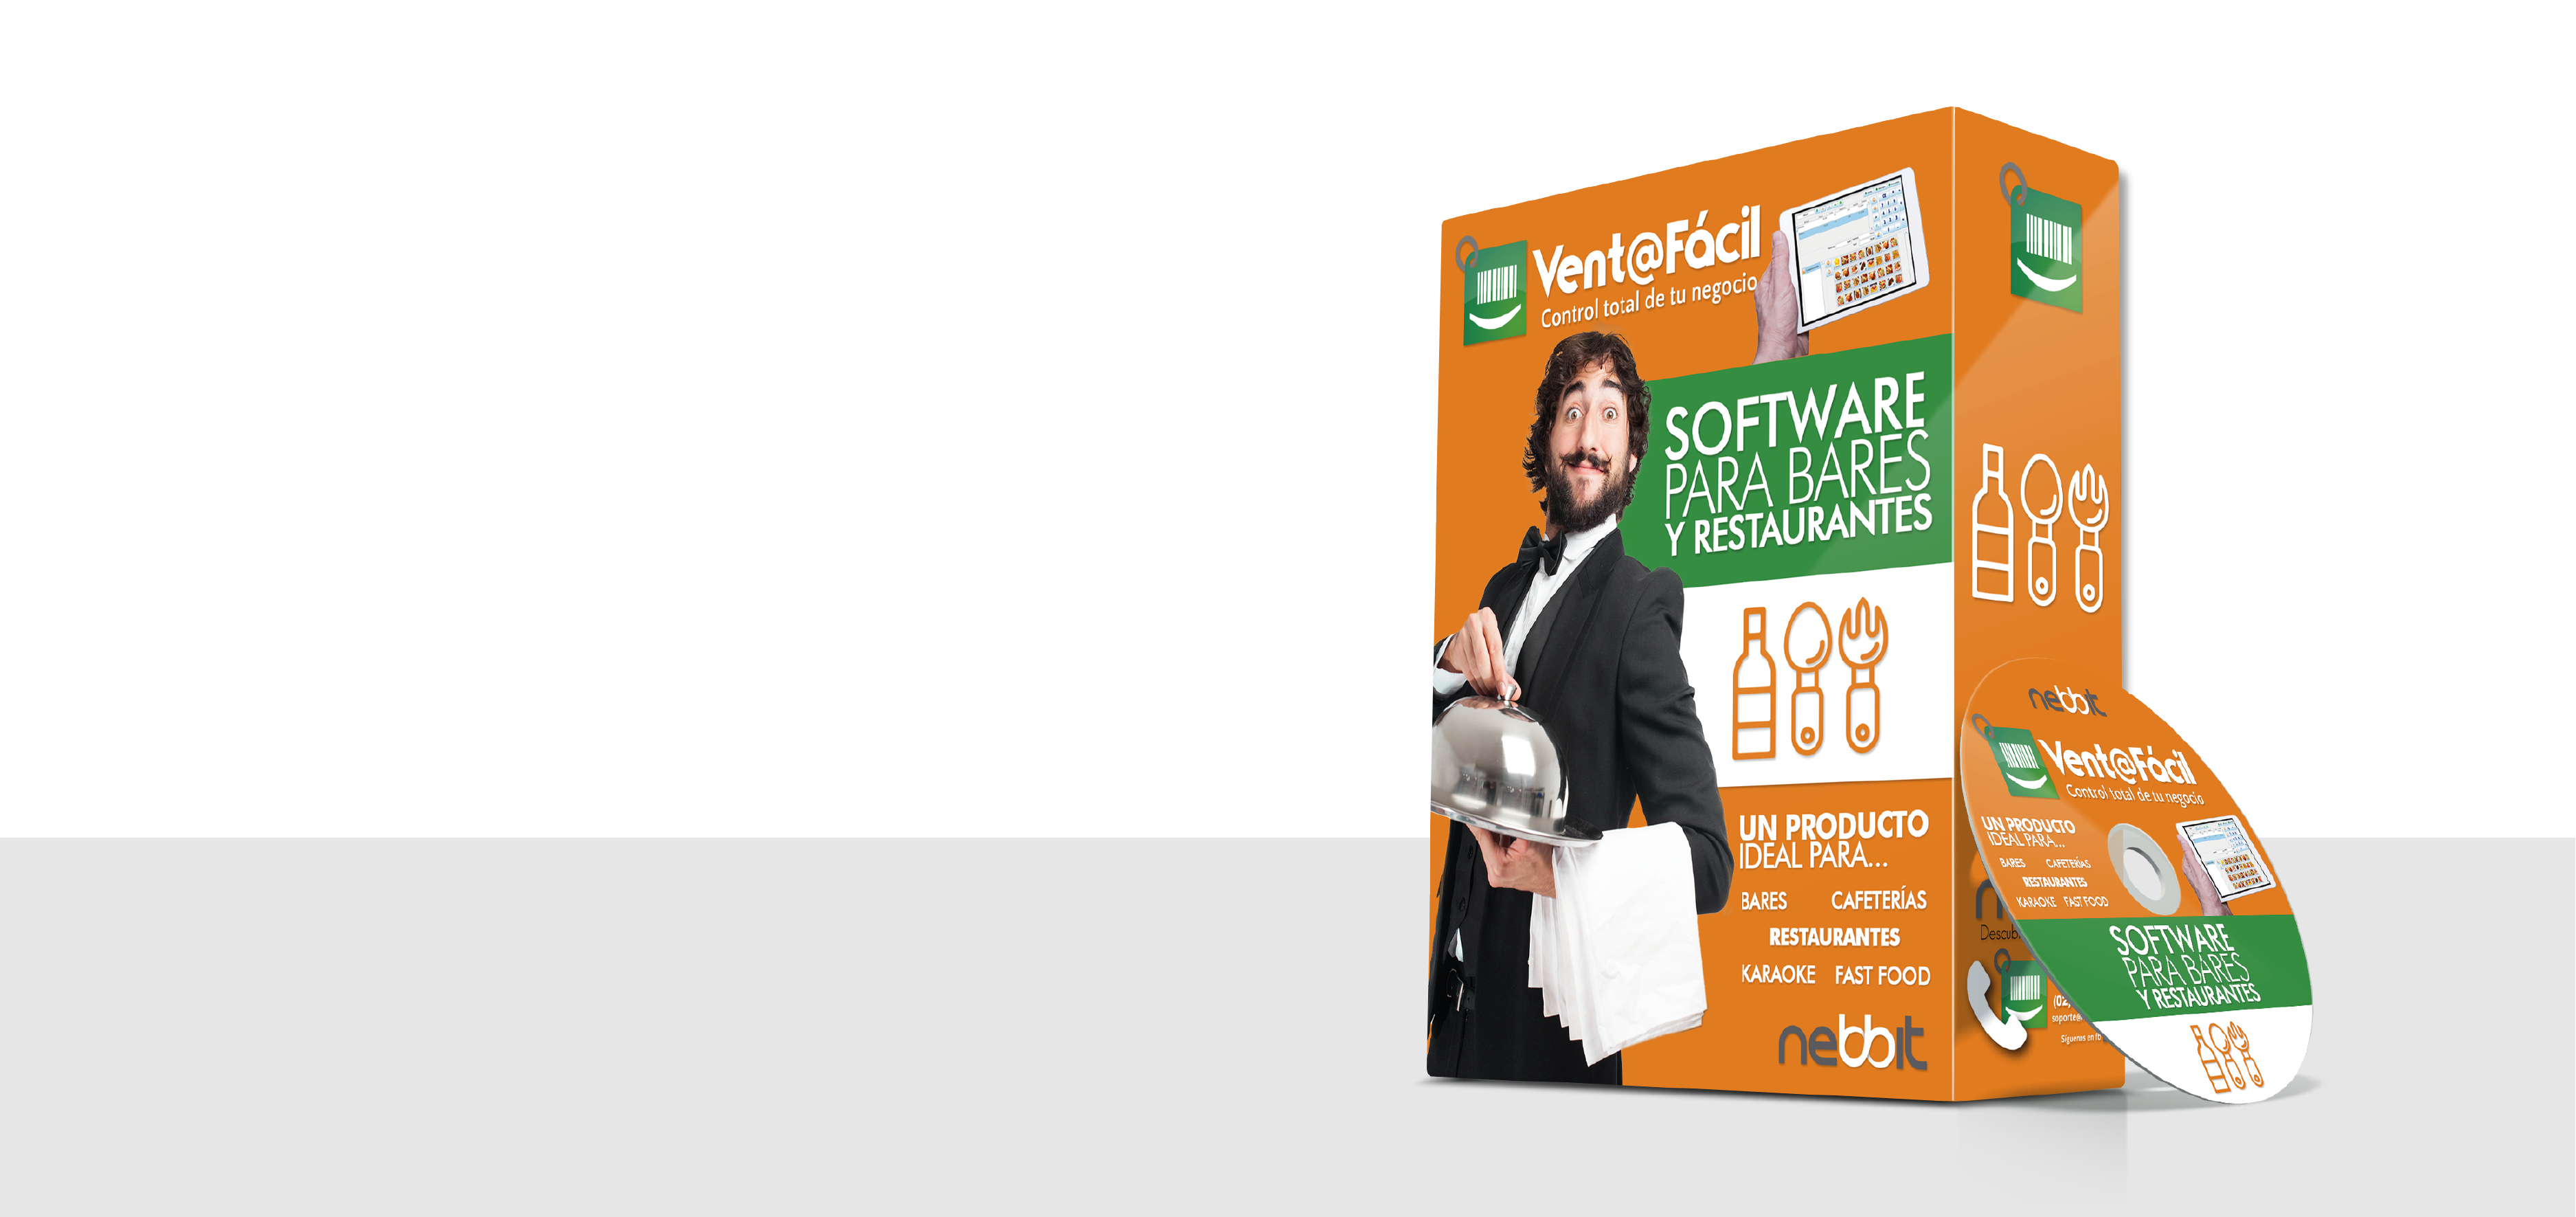 Vent@Fácil
Control total de tu negocio
SOFTWARE
PARA BARES
Y RESTAURANTES
UN PRODUCTO
IDEAL PARA...
BARES CAFETERÍAS
RESTAURANTES
KARAOKE FAST FOOD
nebbit
(02)
Síguenos en
nebbit
Vent@Fácil
Control total de tu negocio
UN PRODUCTO
IDEAL PARA...
BARES CAFETERÍAS
RESTAURANTES
KARAOKE FAST FOOD
SOFTWARE
PARA BARES
Y RESTAURANTES